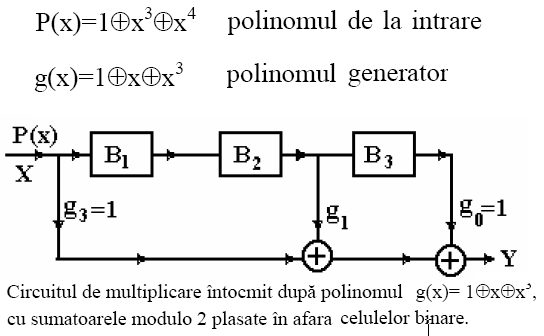 P(x)=1⊕x³⊕x⁴ polinomul de la intrare
g(x)=1⊕x⊕x³ polinomul generator
P(x)
X
B₁ B₂ B₃
g₃=1 g₁ g₀=1
+ + Y
Circuitul de multiplicare întocmit după polinomul g(x)= 1⊕x⊕x³,
cu sumatoarele modulo 2 plasate în afara celulelor binare.